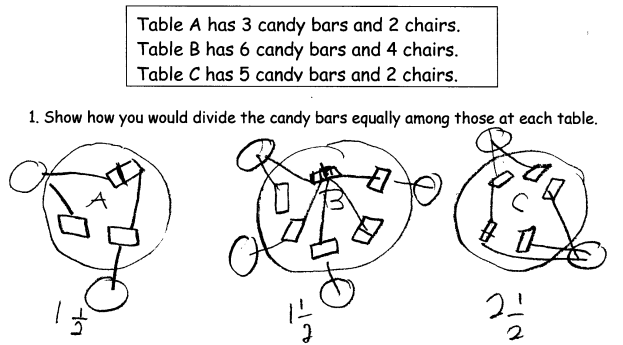 Table A has 3 candy bars and 2 chairs.
Table B has 6 candy bars and 4 chairs.
Table C has 5 candy bars and 2 chairs.
1. Show how you would divide the candy bars equally among those at each table.
A B C
1 1/2 1 1/2 2 1/2